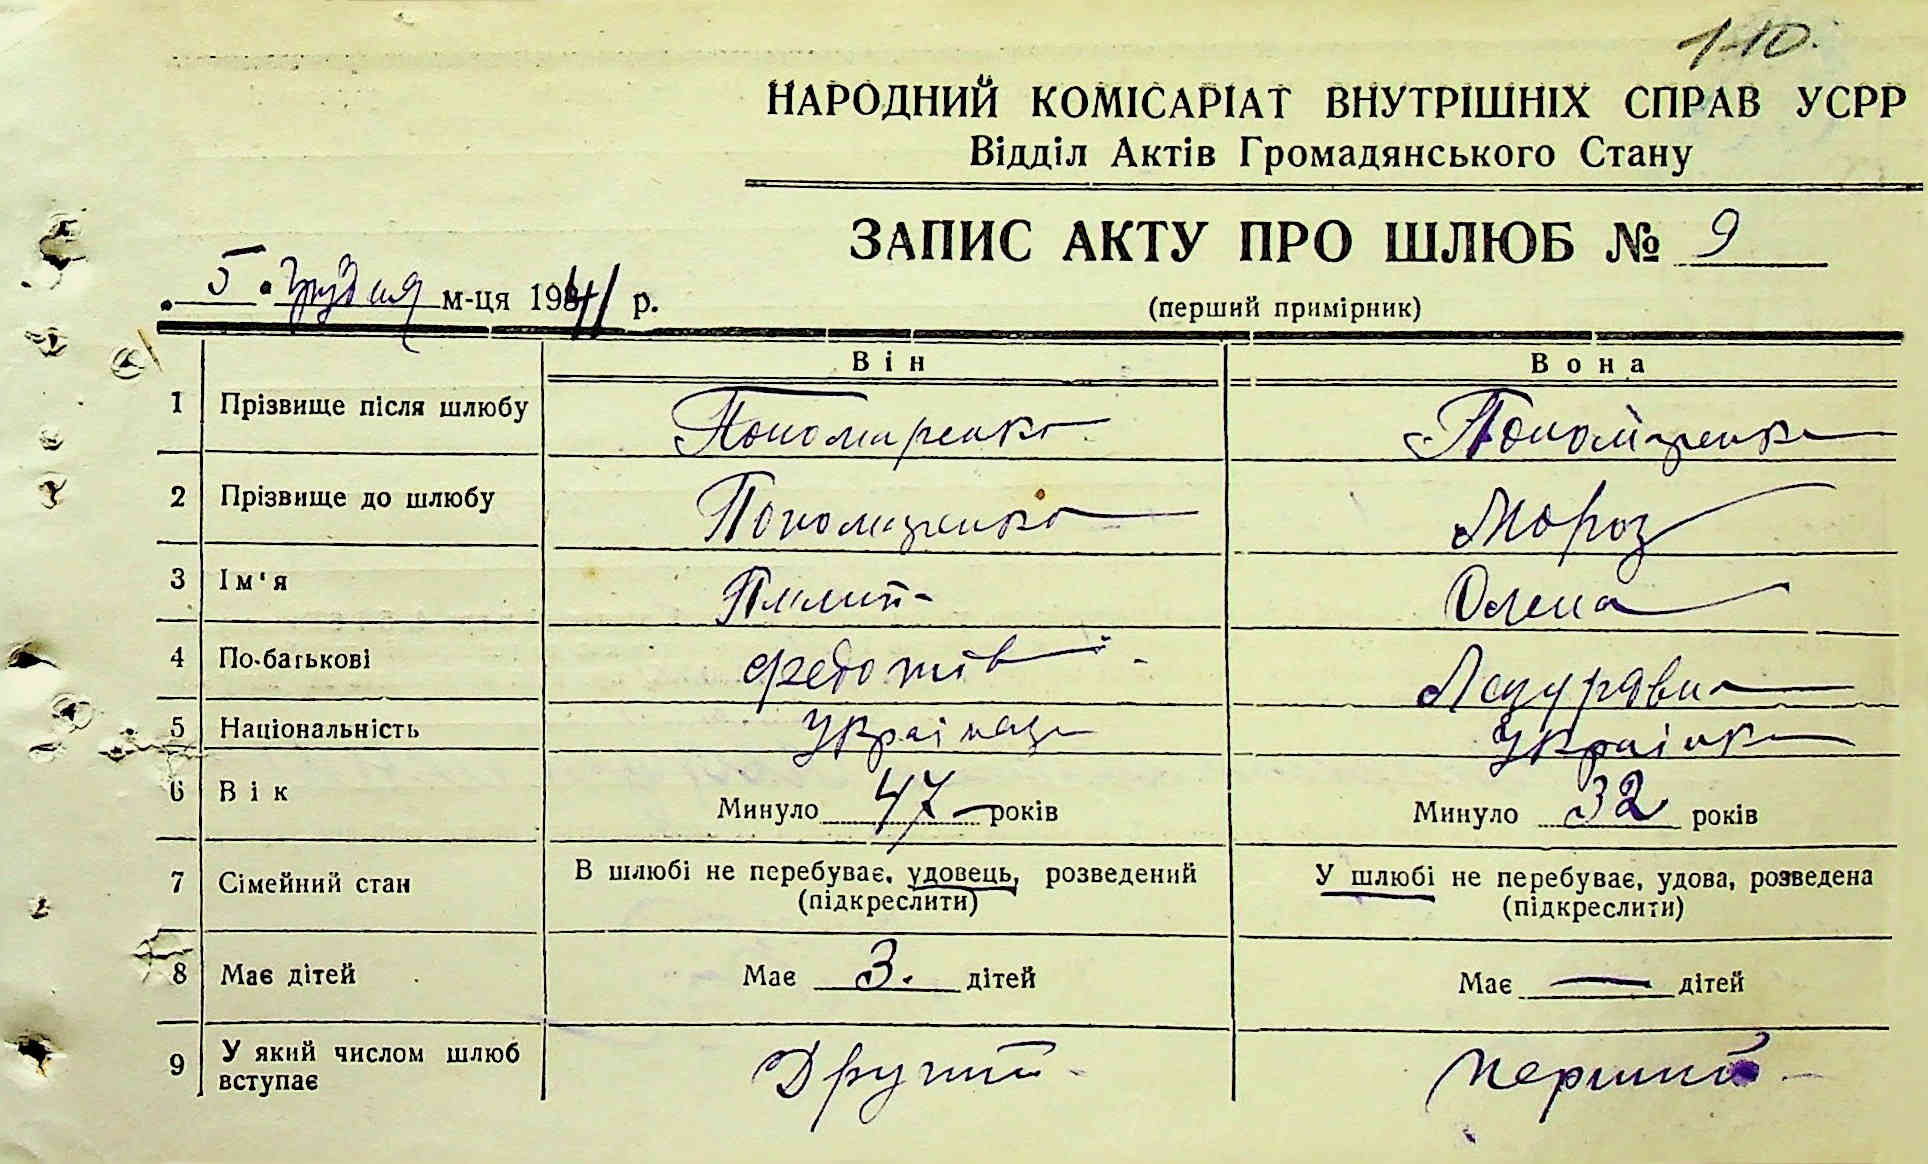 1-10.
НАРОДНИЙ КОМІСАРІАТ ВНУТРІШНІХ СПРАВ УСРР
Відділ Актів Громадянського Стану
ЗАПИС АКТУ ПРО ШЛЮБ № 9
(перший примірник)
5 Грудня м-ця 1941 р.
Він Вона
1 Прізвище після шлюбу Пономаренко Пономаренко
2 Прізвище до шлюбу Пономаренко Мороз
3 Ім'я Олена
4 По-батькові Федотів
5 Національність Українець Українка
6 Вік Минуло 47 років Минуло 32 років
7 Сімейний стан В шлюбі не перебуває, удовець, розведений У шлюбі не перебуває, удова, розведена
(підкреслити) (підкреслити)
8 Має дітей Має 3. дітей Має — дітей
9 У який числом шлюб Другий - перший -
вступає